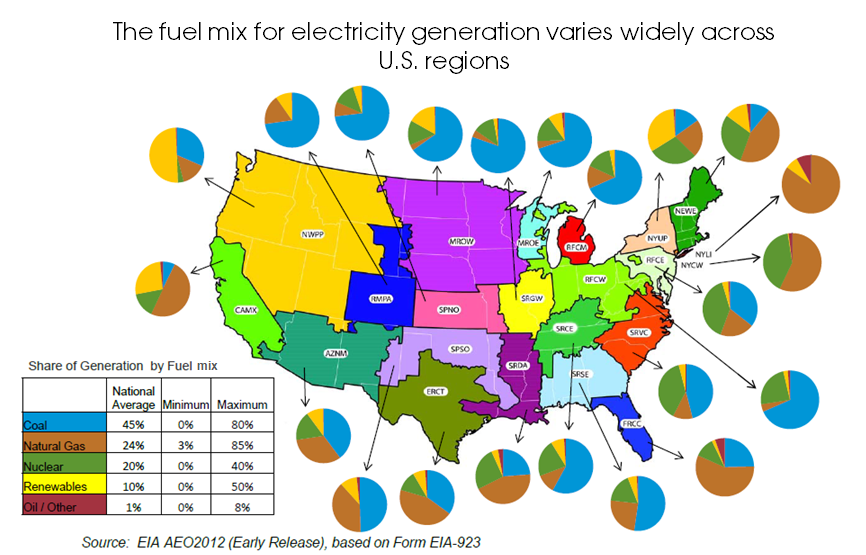 The fuel mix for electricity generation varies widely across
U.S. regions
NWPP
MROW
MROE
RFCM
NEWE
NYUP
NYLI
NYCW
RFCE
RFCW
CAMX
RMPA
SPNO
SRGW
SRCE
SRVC
AZNM
SPSO
SRDA
SRSE
ERCT
FRCC
Share of Generation by Fuel mix
National Average Minimum Maximum
Coal 45% 0% 80%
Natural Gas 24% 3% 85%
Nuclear 20% 0% 40%
Renewables 10% 0% 50%
Oil / Other 1% 0% 8%
Source: EIA AEO2012 (Early Release), based on Form EIA-923